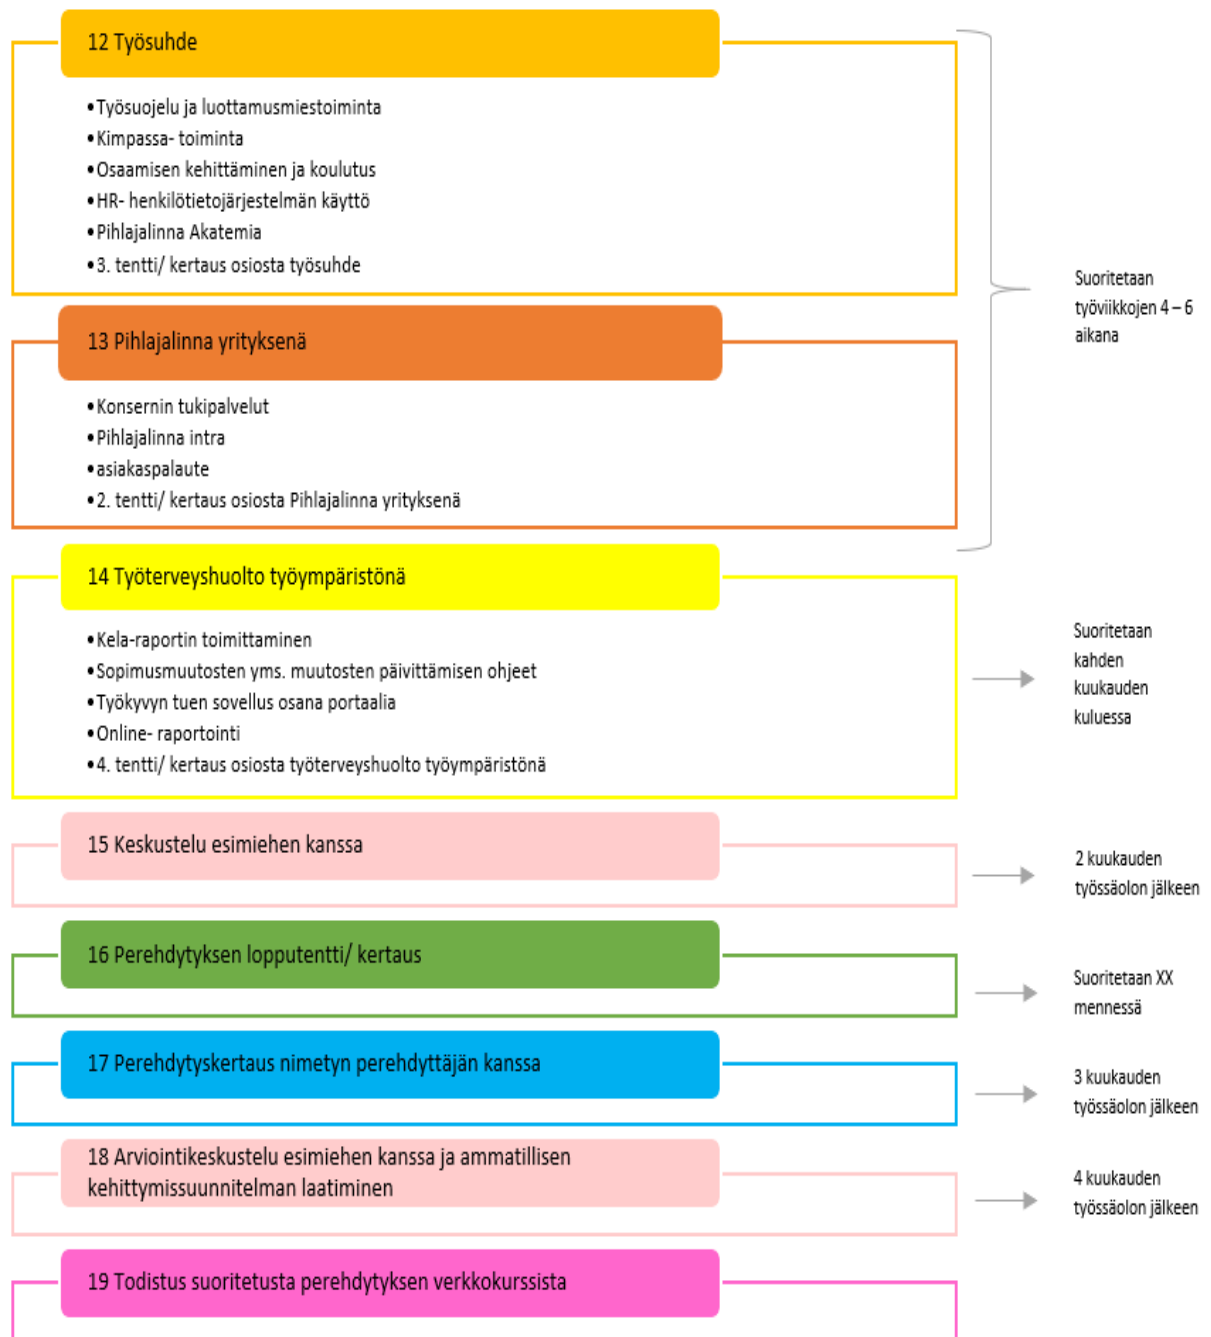 12 Työsuhde
•Työsuojelu ja luottamusmiestoiminta
•Kimpassa- toiminta
•Osaamisen kehittäminen ja koulutus
•HR- henkilötietojärjestelmän käyttö
•Pihlajalinna Akatemia
•3. tentti/ kertaus osiosta työsuhde
Suoritetaan
työviikkojen 4 – 6
aikana
13 Pihlajalinna yrityksenä
•Konsernin tukipalvelut
•Pihlajalinna intra
•asiakaspalaute
•2. tentti/ kertaus osiosta Pihlajalinna yrityksenä
14 Työterveyshuolto työympäristönä
•Kela-raportin toimittaminen
•Sopimusmuutosten yms. muutosten päivittämisen ohjeet
•Työkyvyn tuen sovellus osana portaalia
•Online- raportointi
•4. tentti/ kertaus osiosta työterveyshuolto työympäristönä
Suoritetaan
kahden
kuukauden
kuluessa
15 Keskustelu esimiehen kanssa
2 kuukauden
työssäolon jälkeen
16 Perehdytyksen lopputentti/ kertaus
Suoritetaan XX
mennessä
17 Perehdytyskertaus nimetyn perehdyttäjän kanssa
3 kuukauden
työssäolon jälkeen
18 Arviointikeskustelu esimiehen kanssa ja ammatillisen
kehittymissuunnitelman laatiminen
4 kuukauden
työssäolon jälkeen
19 Todistus suoritetusta perehdytyksen verkkokurssista